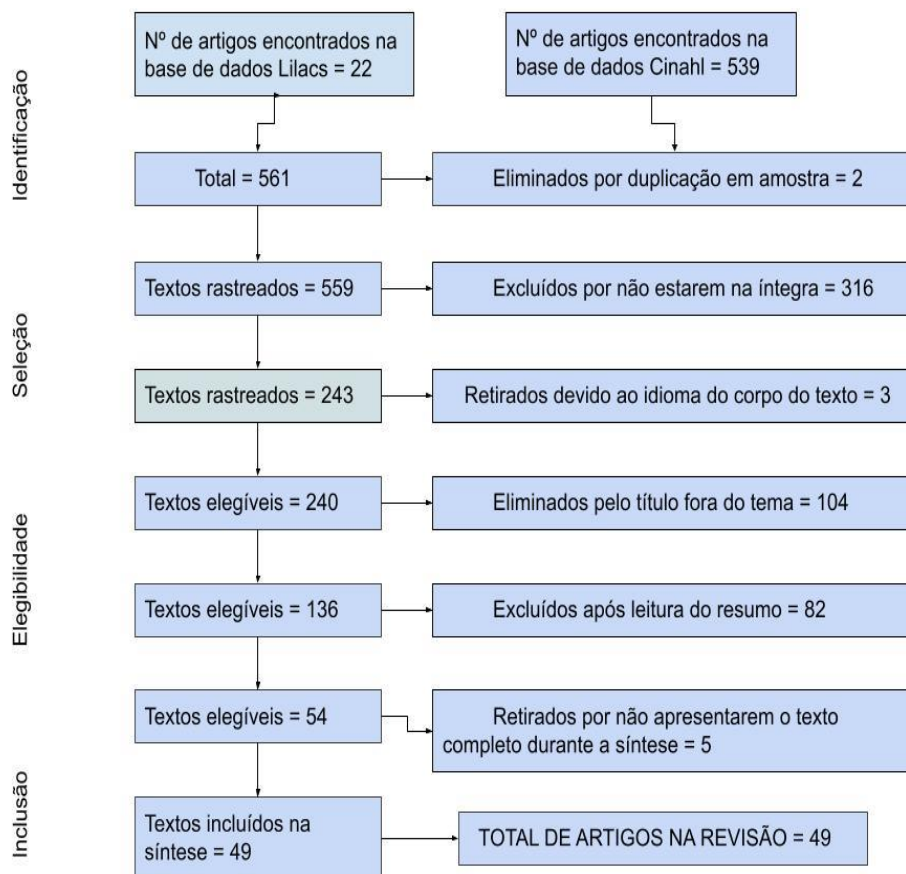 Identificação
Nº de artigos encontrados na
base de dados Lilacs = 22
Nº de artigos encontrados na
base de dados Cinahl = 539
Total = 561
Eliminados por duplicação em amostra = 2
Seleção
Textos rastreados = 559
Excluídos por não estarem na íntegra = 316
Textos rastreados = 243
Retirados devido ao idioma do corpo do texto = 3
Elegibilidade
Textos elegíveis = 240
Eliminados pelo título fora do tema = 104
Textos elegíveis = 136
Excluídos após leitura do resumo = 82
Textos elegíveis = 54
Retirados por não apresentarem o texto
completo durante a síntese = 5
Inclusão
Textos incluídos na
síntese = 49
TOTAL DE ARTIGOS NA REVISÃO = 49